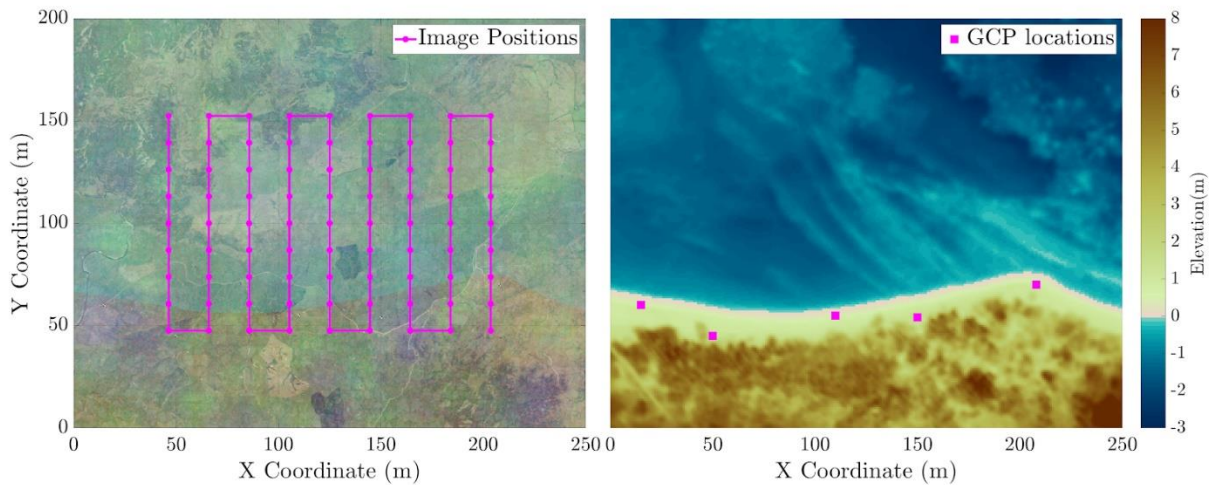 Image Positions
200
150
100
50
0
Y Coordinate (m)
0 50 100 150 200 250
X Coordinate (m)
GCP locations
0 50 100 150 200 250
X Coordinate (m)
8
7
6
5
4
3
2
1
0
-1
-2
-3
Elevation(m)